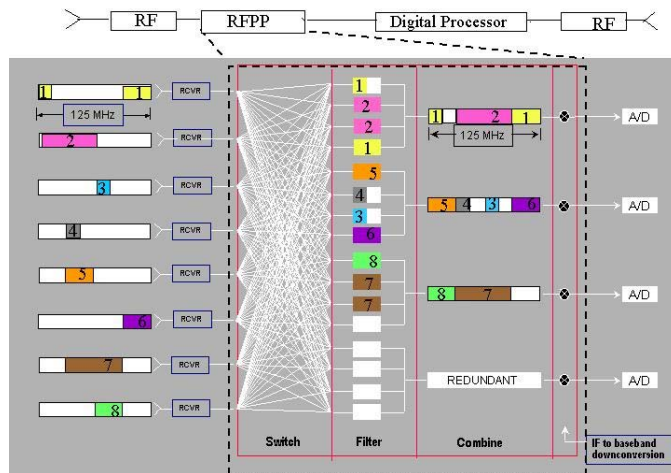 RF
RFPP
Digital Processor
RF
1
1
RCVR
125 MHz
2
RCVR
3
RCVR
4
RCVR
5
RCVR
6
RCVR
7
RCVR
8
RCVR
1
2
2
1
5
4
3
6
8
7
7
1 2 1
125 MHz
A/D
5 4 3 6
A/D
8 7
A/D
REDUNDANT
A/D
Switch
Filter
Combine
IF to baseband
downconversion